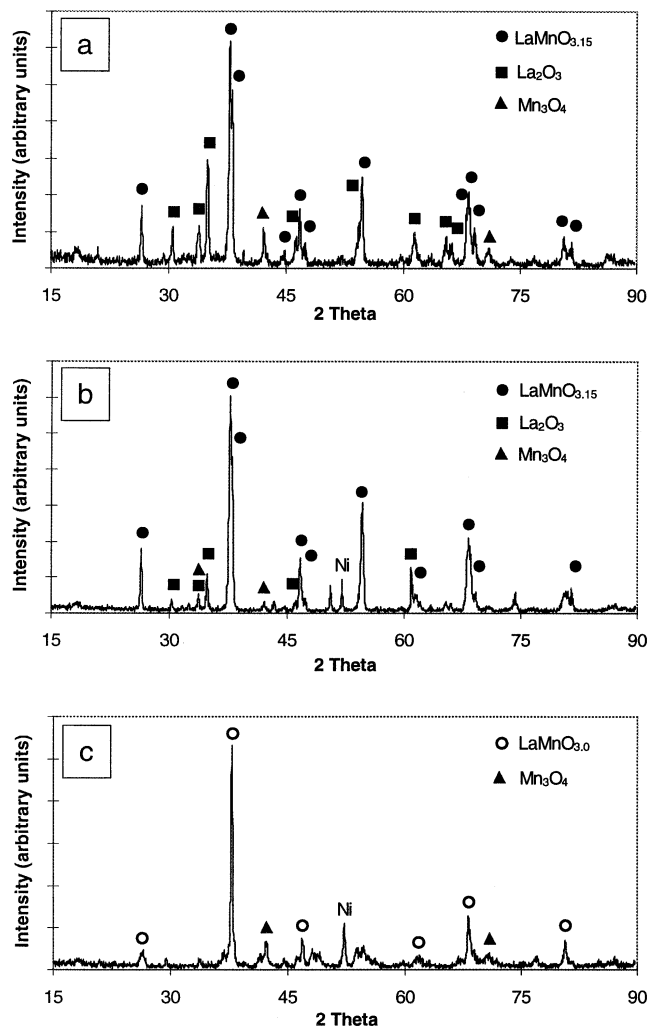 a
LaMnO3.15
La2O3
Mn3O4
Intensity (arbitrary units)
15 30 45 60 75 90
2 Theta
b
LaMnO3.15
La2O3
Mn3O4
Ni
Intensity (arbitrary units)
15 30 45 60 75 90
2 Theta
c
LaMnO3.0
Mn3O4
Ni
Intensity (arbitrary units)
15 30 45 60 75 90
2 Theta